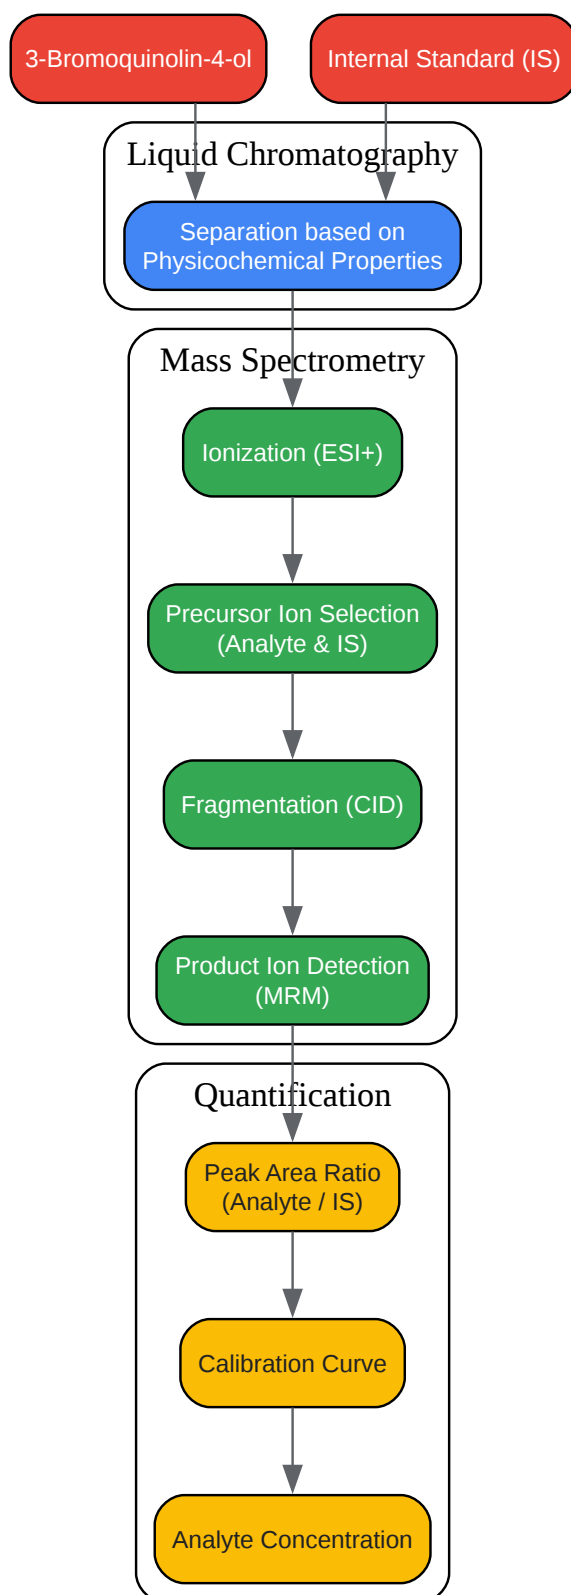 3-Bromoquinolin-4-ol
Internal Standard (IS)
Liquid Chromatography
Separation based on
Physicochemical Properties
Mass Spectrometry
Ionization (ESI+)
Precursor Ion Selection
(Analyte & IS)
Fragmentation (CID)
Product Ion Detection
(MRM)
Quantification
Peak Area Ratio
(Analyte / IS)
Calibration Curve
Analyte Concentration